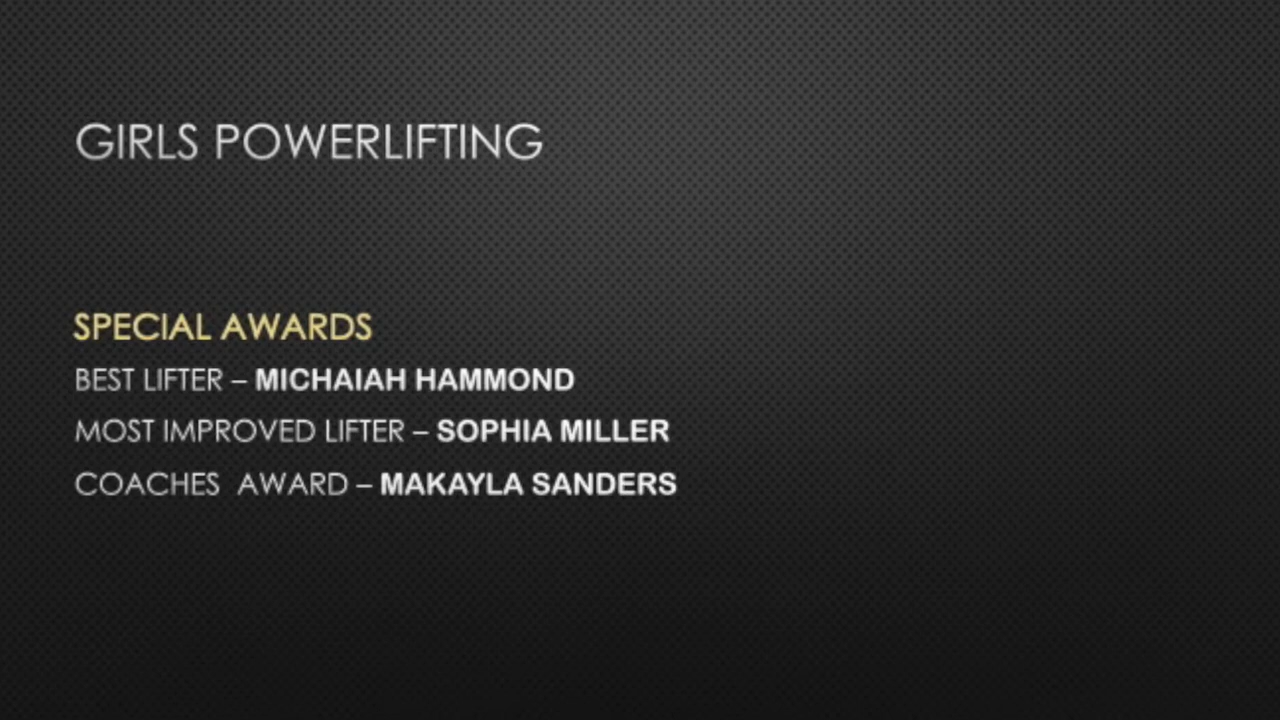 GIRLS POWERLIFTING
SPECIAL AWARDS
BEST LIFTER – MICHAIAH HAMMOND
MOST IMPROVED LIFTER – SOPHIA MILLER
COACHES  AWARD – MAKAYLA SANDERS